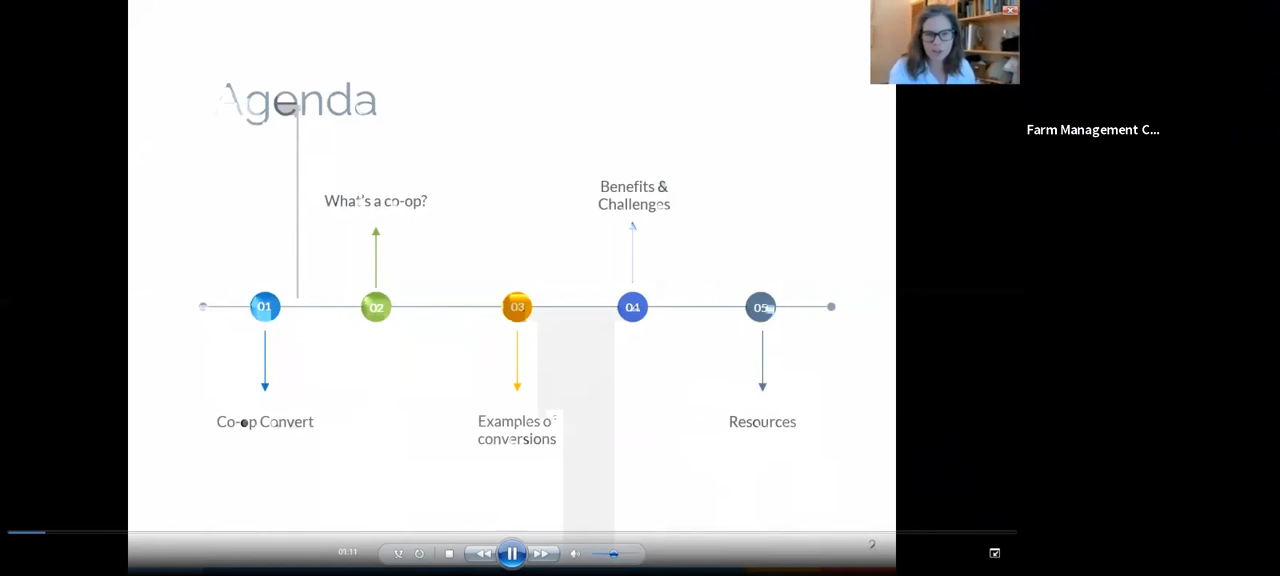 Agenda
Farm Management C...
What's a co-op?
Benefits &
Challenges
01
02
03
04
05
Co-op Convert
Examples of
conversions
Resources
01:11
2